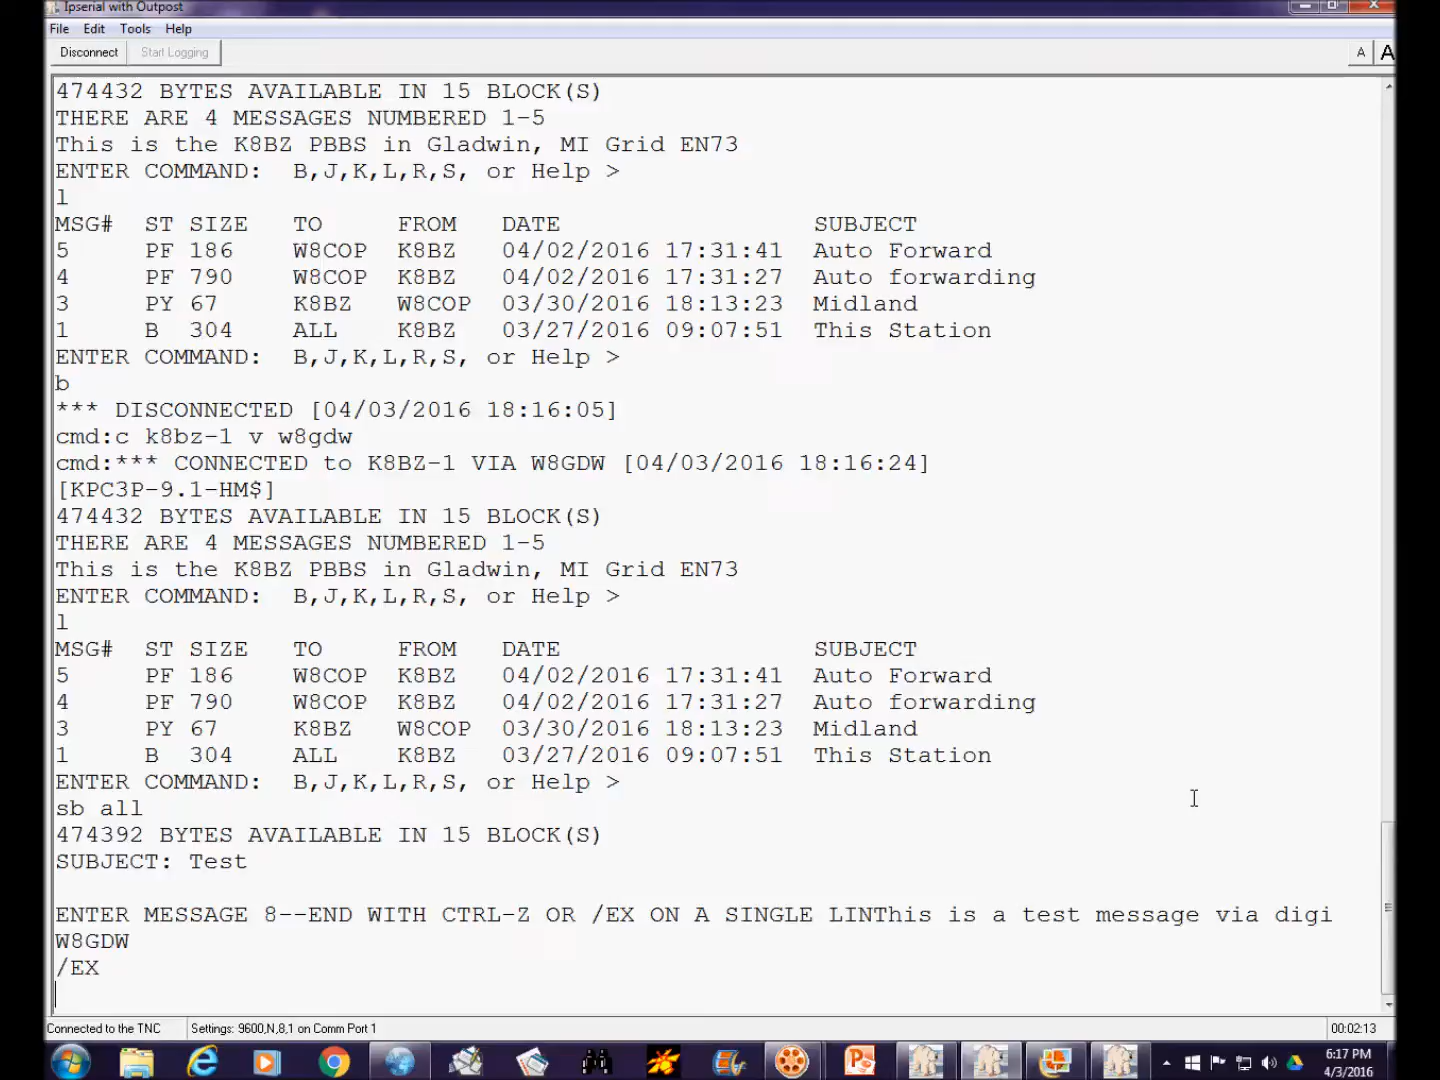 Ipserial with Outpost
File Edit Tools Help
Disconnect Start Logging A A
474432 BYTES AVAILABLE IN 15 BLOCK(S)
THERE ARE 4 MESSAGES NUMBERED 1-5
This is the K8BZ PBBS in Gladwin, MI Grid EN73
ENTER COMMAND: B,J,K,L,R,S, or Help >
l
MSG# ST SIZE TO FROM DATE SUBJECT
5 PF 186 W8COP K8BZ 04/02/2016 17:31:41 Auto Forward
4 PF 790 W8COP K8BZ 04/02/2016 17:31:27 Auto forwarding
3 PY 67 K8BZ W8COP 03/30/2016 18:13:23 Midland
1 B 304 ALL K8BZ 03/27/2016 09:07:51 This Station
ENTER COMMAND: B,J,K,L,R,S, or Help >
b
*** DISCONNECTED [04/03/2016 18:16:05]
cmd:c k8bz-1 v w8gdw
cmd:*** CONNECTED to K8BZ-1 VIA W8GDW [04/03/2016 18:16:24]
[KPC3P-9.1-HM$]
474432 BYTES AVAILABLE IN 15 BLOCK(S)
THERE ARE 4 MESSAGES NUMBERED 1-5
This is the K8BZ PBBS in Gladwin, MI Grid EN73
ENTER COMMAND: B,J,K,L,R,S, or Help >
l
MSG# ST SIZE TO FROM DATE SUBJECT
5 PF 186 W8COP K8BZ 04/02/2016 17:31:41 Auto Forward
4 PF 790 W8COP K8BZ 04/02/2016 17:31:27 Auto forwarding
3 PY 67 K8BZ W8COP 03/30/2016 18:13:23 Midland
1 B 304 ALL K8BZ 03/27/2016 09:07:51 This Station
ENTER COMMAND: B,J,K,L,R,S, or Help >
sb all
474392 BYTES AVAILABLE IN 15 BLOCK(S)
SUBJECT: Test
ENTER MESSAGE 8--END WITH CTRL-Z OR /EX ON A SINGLE LINThis is a test message via digi
W8GDW
/EX
Connected to the TNC Settings: 9600,N,8,1 on Comm Port 1 00:02:13
6:17 PM
4/3/2016